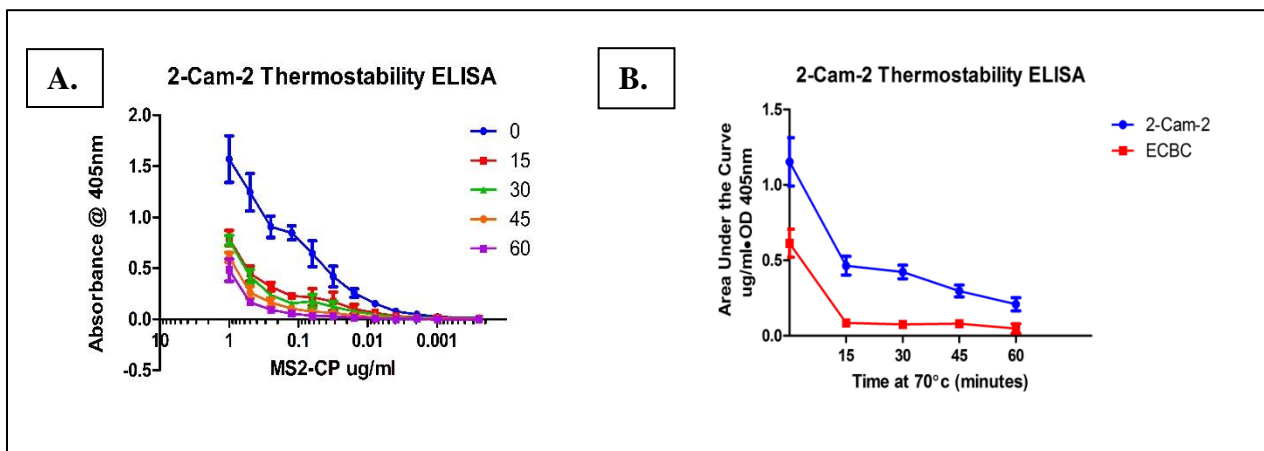 A.
2-Cam-2 Thermostability ELISA
Absorbance @ 405nm
2.0
1.5
1.0
0.5
0.0
-0.5
10 1 0.1 0.01 0.001
MS2-CP ug/ml
0
15
30
45
60
B.
2-Cam-2 Thermostability ELISA
Area Under the Curve
ug/ml•OD 405nm
1.5
1.0
0.5
0.0
15 30 45 60
Time at 70°c (minutes)
2-Cam-2
ECBC